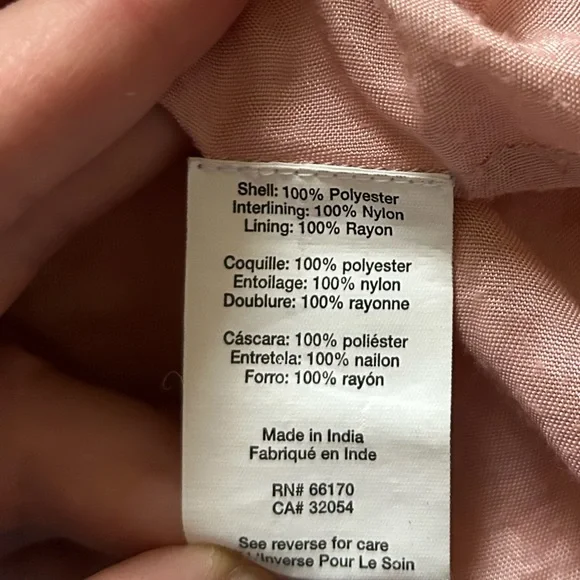 Shell: 100% Polyester
Interlining: 100% Nylon
Lining: 100% Rayon
Coquille: 100% polyester
Entoilage: 100% nylon
Doublure: 100% rayonne
Cáscara: 100% poliéster
Entretela: 100% nailon
Forro: 100% rayón
Made in India
Fabriqué en Inde
RN# 66170
CA# 32054
See reverse for care
L'Inverse Pour Le Soin